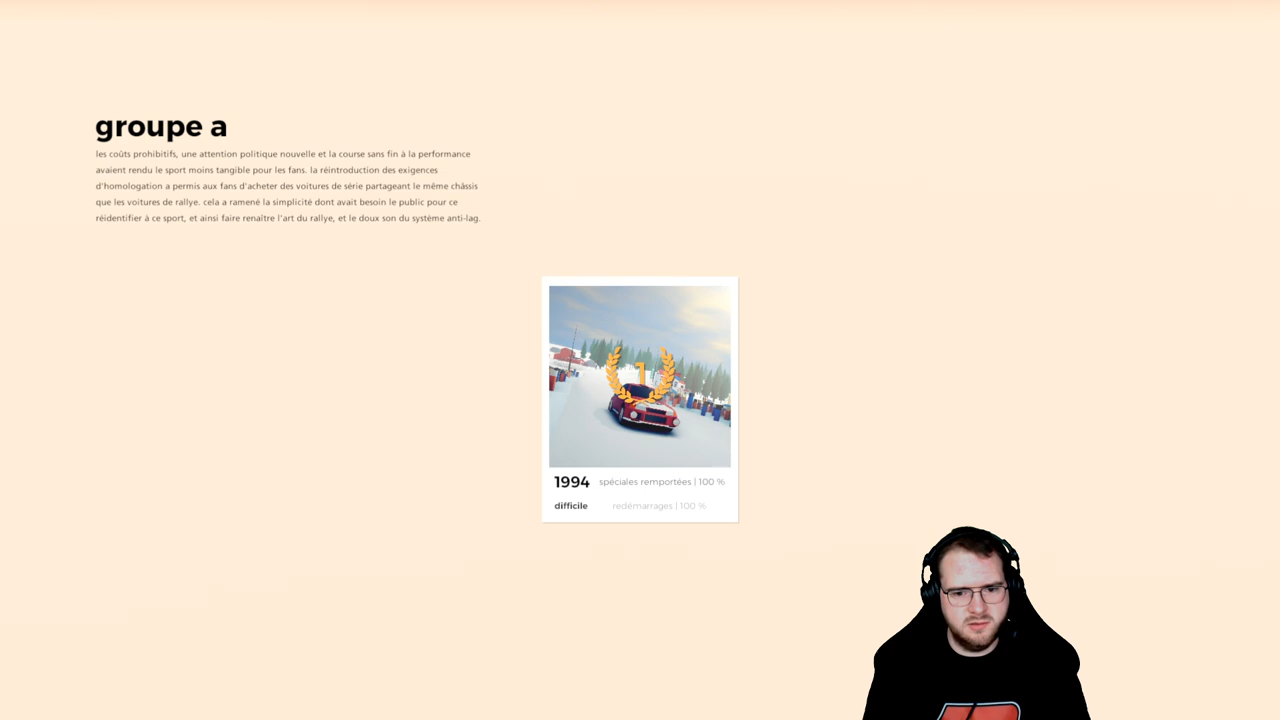 groupe a
les coûts prohibitifs, une attention politique nouvelle et la course sans fin à la performance
avaient rendu le sport moins tangible pour les fans. la réintroduction des exigences
d'homologation a permis aux fans d'acheter des voitures de série partageant le même châssis
que les voitures de rallye. cela a ramené la simplicité dont avait besoin le public pour ce
réidentifier à ce sport, et ainsi faire renaître l'art du rallye, et le doux son du système anti-lag.
1
1994 spéciales remportées | 100 %
difficile redémarrages | 100 %